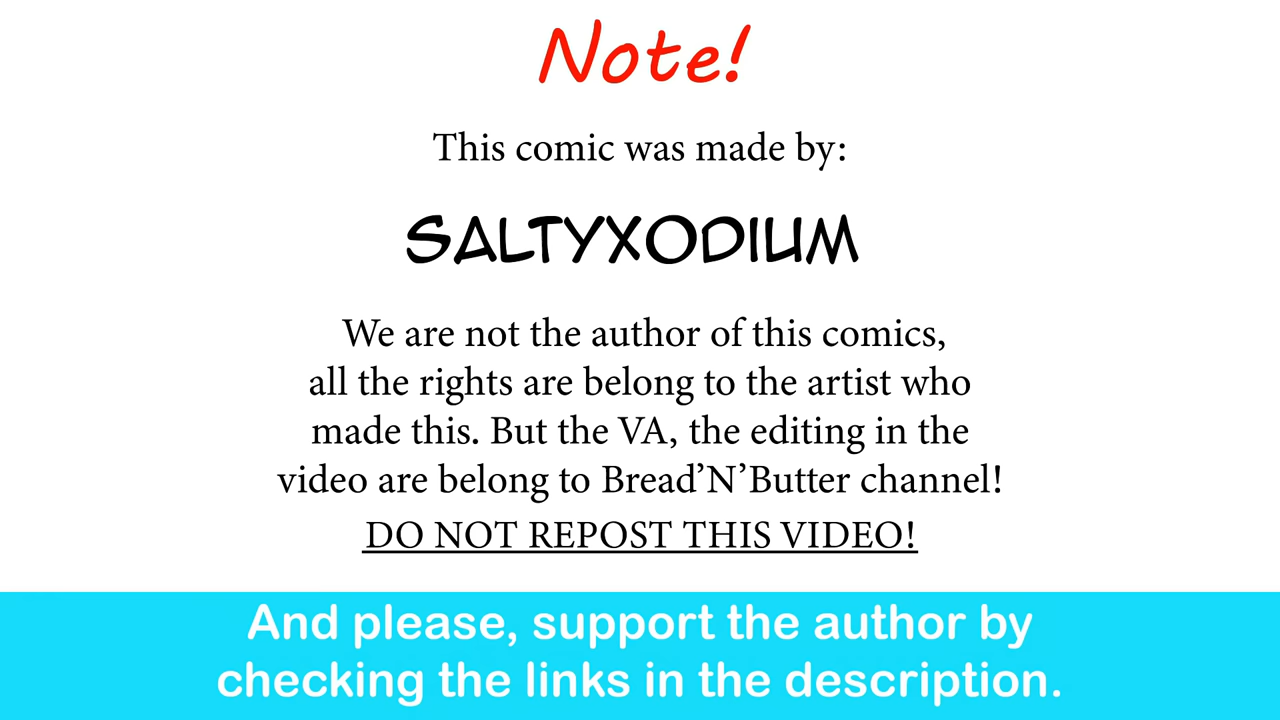 Note!
This comic was made by:
SALTYXODIUM
We are not the author of this comics,
all the rights are belong to the artist who
made this. But the VA, the editing in the
video are belong to Bread’N’Butter channel!
DO NOT REPOST THIS VIDEO!
And please, support the author by
checking the links in the description.